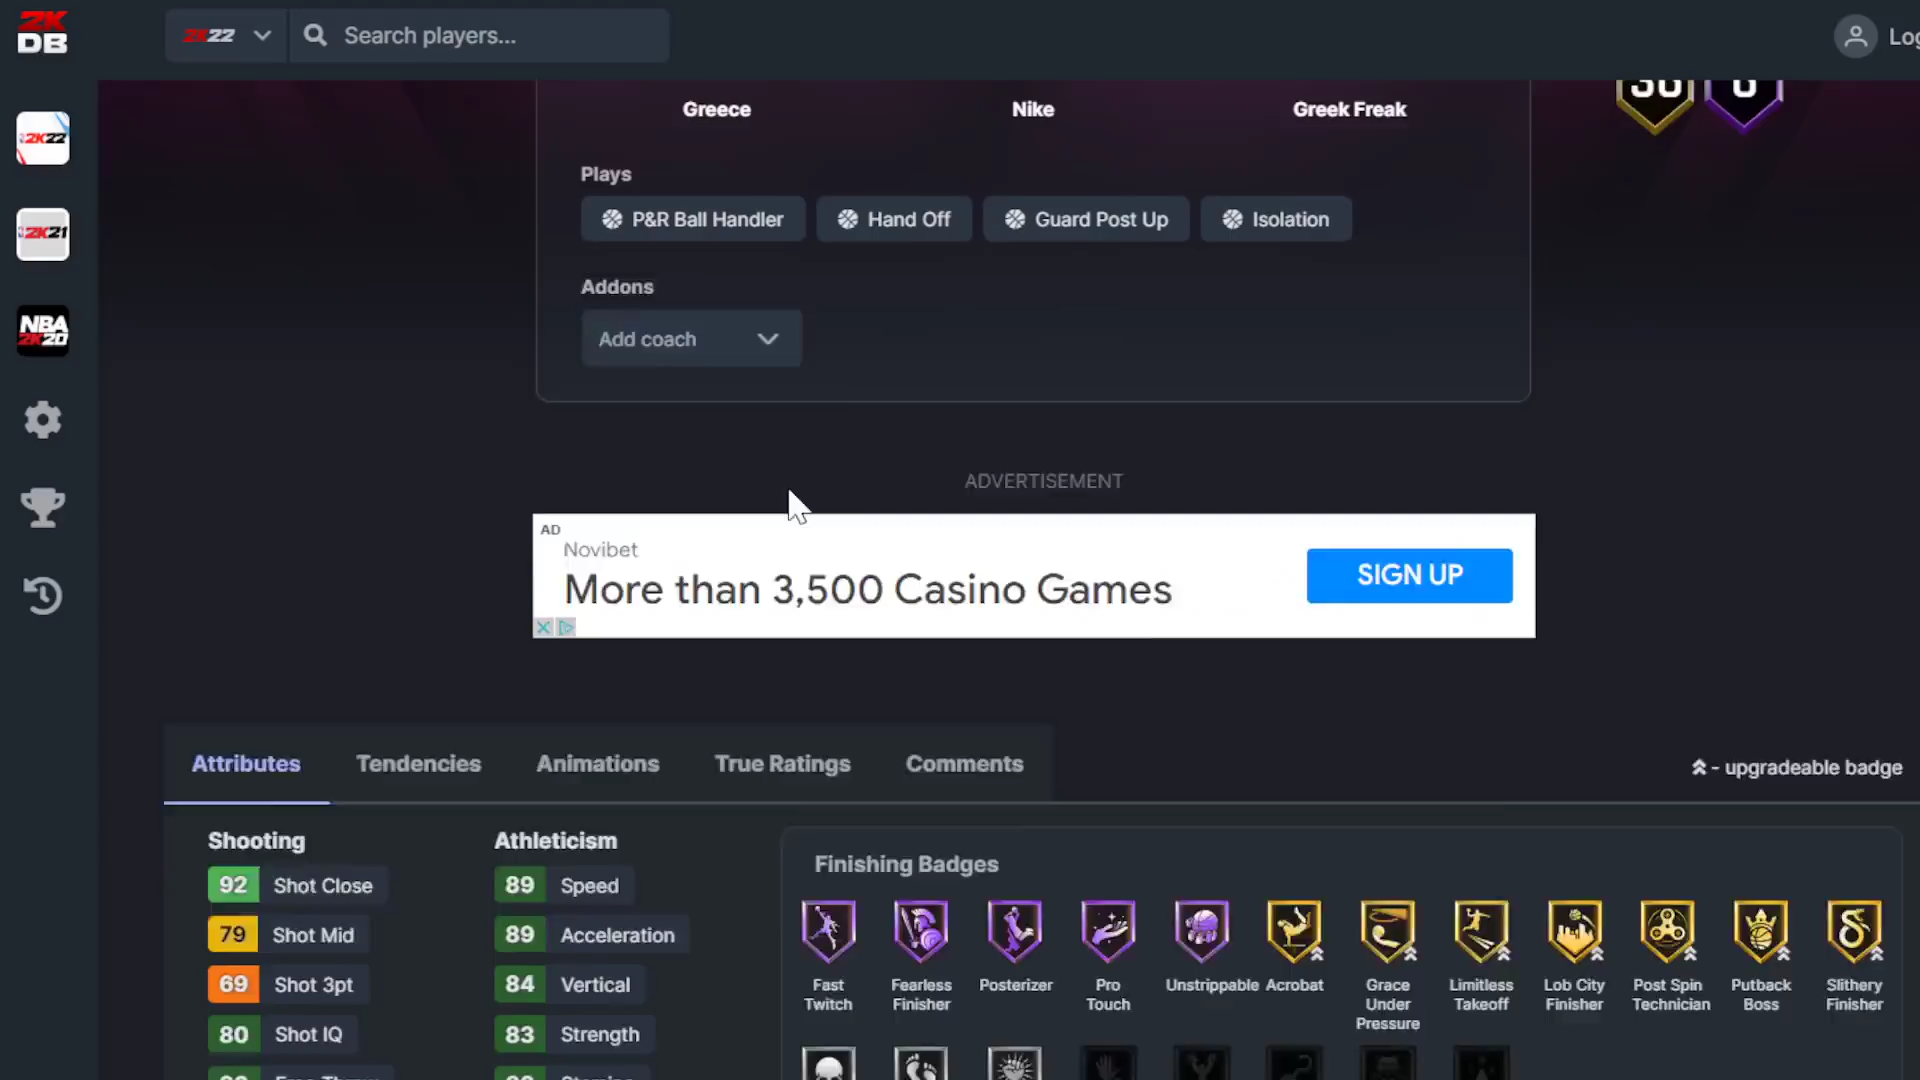 2K
DB
2K22
Search players...
Log
2K22
2K21
NBA
2K20
Greece
Nike
Greek Freak
Plays
P&R Ball Handler
Hand Off
Guard Post Up
Isolation
Addons
Add coach
ADVERTISEMENT
AD
Novibet
More than 3,500 Casino Games
SIGN UP
Attributes
Tendencies
Animations
True Ratings
Comments
- upgradeable badge
Shooting
92 Shot Close
79 Shot Mid
69 Shot 3pt
80 Shot IQ
Athleticism
89 Speed
89 Acceleration
84 Vertical
83 Strength
Finishing Badges
Fast
Twitch
Fearless
Finisher
Posterizer
Pro
Touch
Unstrippable
Acrobat
Grace
Under
Pressure
Limitless
Takeoff
Lob City
Finisher
Post Spin
Technician
Putback
Boss
Slithery
Finisher